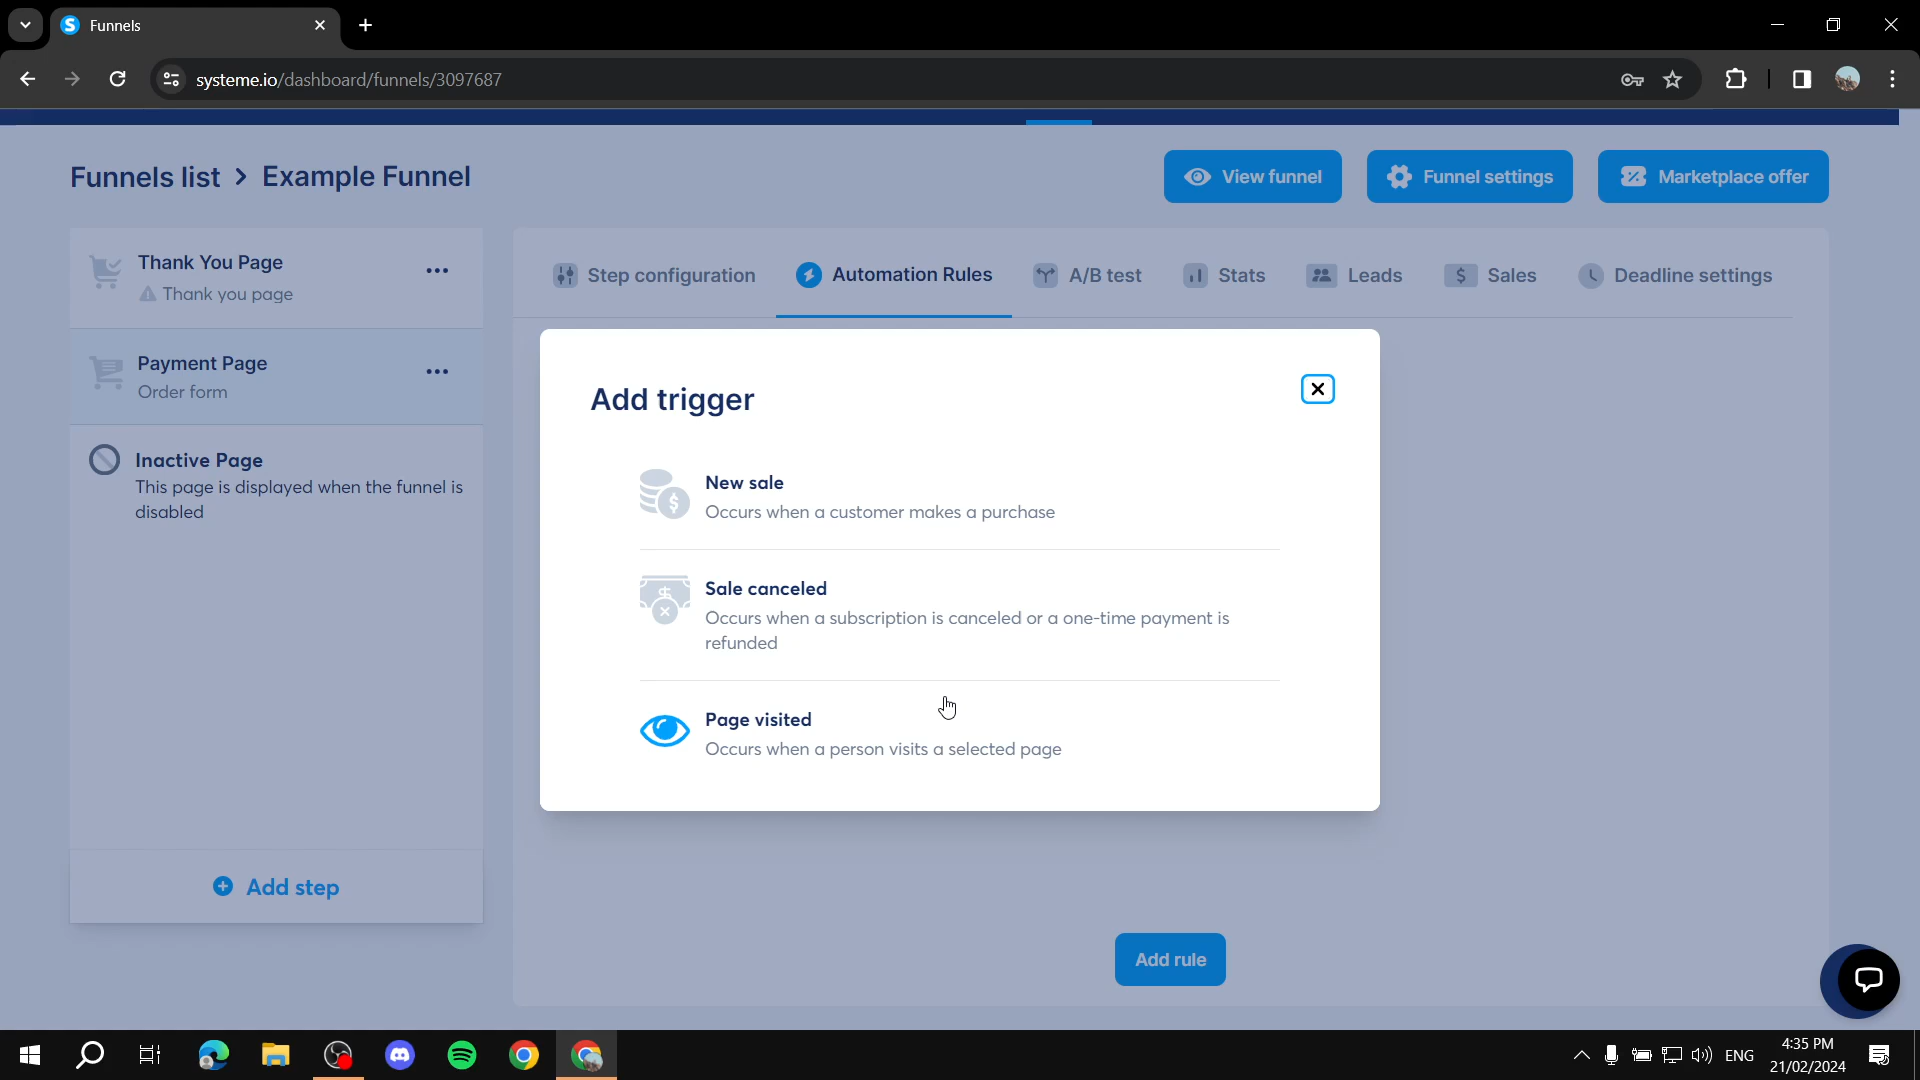 Funnels
systeme.io/dashboard/funnels/3097687
Funnels list > Example Funnel
View funnel
Funnel settings
Marketplace offer
Thank You Page
Thank you page
Payment Page
Order form
Inactive Page
This page is displayed when the funnel is
disabled
Add step
Step configuration
Automation Rules
A/B test
Stats
Leads
Sales
Deadline settings
Add trigger
New sale
Occurs when a customer makes a purchase
Sale canceled
Occurs when a subscription is canceled or a one-time payment is
refunded
Page visited
Occurs when a person visits a selected page
Add rule
ENG
4:35 PM
21/02/2024